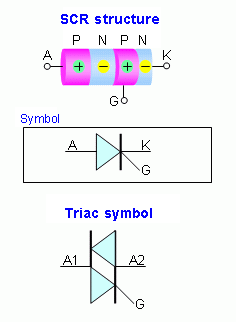 SCR structure
P N P N
A K
G
Symbol
A K
G
Triac symbol
A1 A2
G